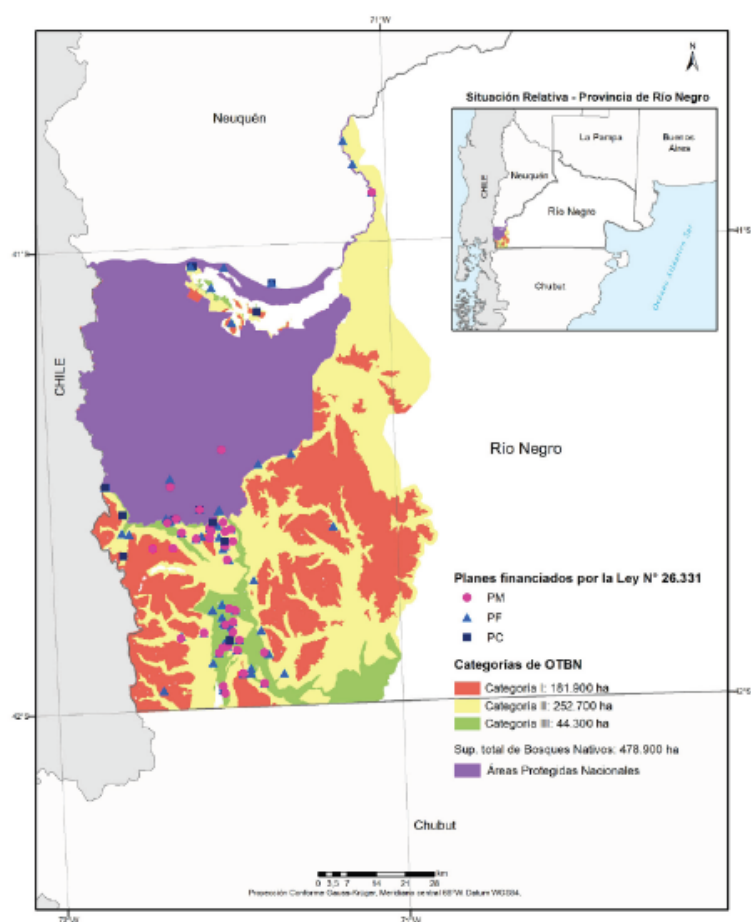 71°W
N
Situación Relativa - Provincia de Río Negro
Neuquén
La Pampa
Buenos
Aires
Neuquén
CHILE
Río Negro
Chubut
41°S
41°S
CHILE
Río Negro
Planes financiados por la Ley N° 26.331
PM
PF
PC
Categorías de OTBN
Categoría I: 181.900 ha
Categoría II: 252.700 ha
Categoría III: 44.300 ha
42°S
42°S
Sup. total de Bosques Nativos: 478.900 ha
Áreas Protegidas Nacionales
Chubut
km
0 3,5 7 14 21 28
Proyección Conforme Gauss-Krüger, Meridiano central 69°W. Datum WGS84.
72°W
71°W